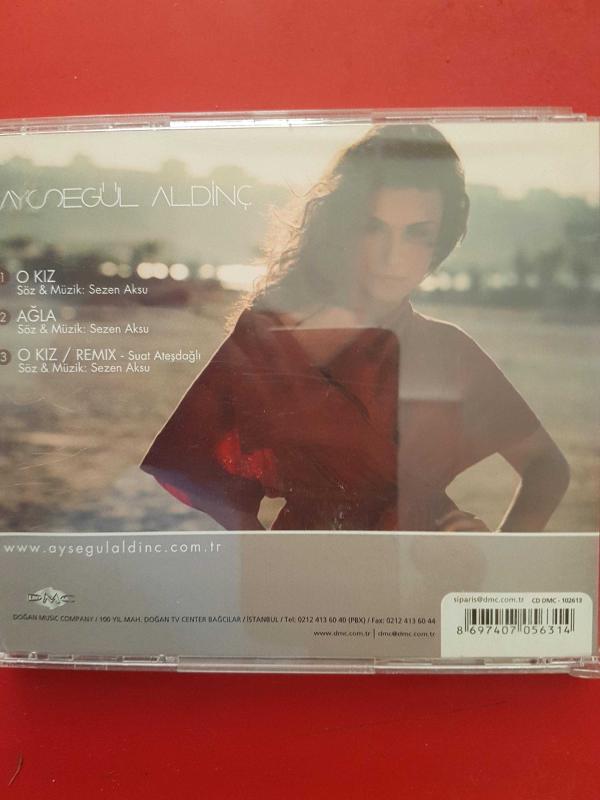 AYŞEGÜL ALDİNÇ
1 O KIZ
Söz & Müzik: Sezen Aksu
2 AĞLA
Söz & Müzik: Sezen Aksu
3 O KIZ / REMIX - Suat Ateşdağlı
Söz & Müzik: Sezen Aksu
www.aysegulaldinc.com.tr
DMC
DOĞAN MUSIC COMPANY / 100 YIL MAH. DOĞAN TV CENTER BAĞCILAR / İSTANBUL / Tel: 0212 413 60 40 (PBX) / Fax: 0212 413 60 44
www.dmc.com.tr | dmc@dmc.com.tr
siparis@dmc.com.tr CD DMC - 102613
8 697407 056314